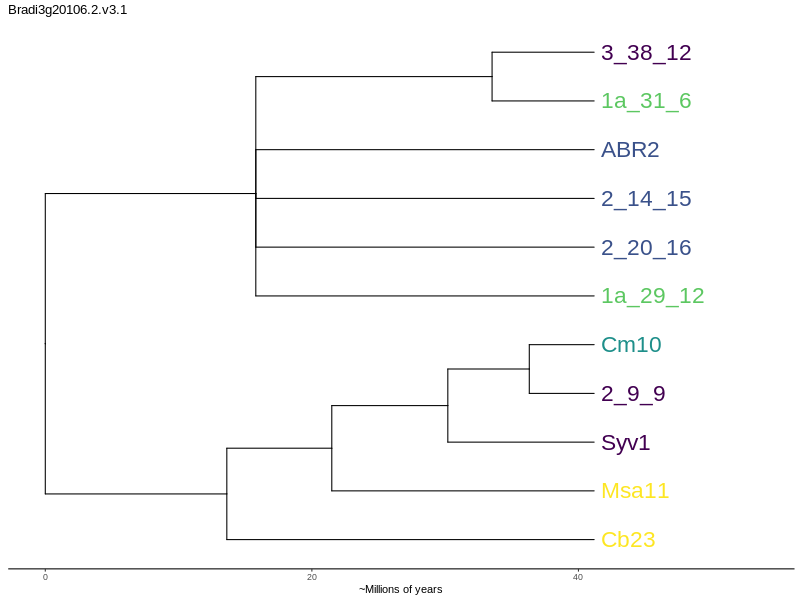 Bradi3g20106.2.v3.1
3_38_12
1a_31_6
ABR2
2_14_15
2_20_16
1a_29_12
Cm10
2_9_9
Syv1
Msa11
Cb23
0 20 40
~Millions of years